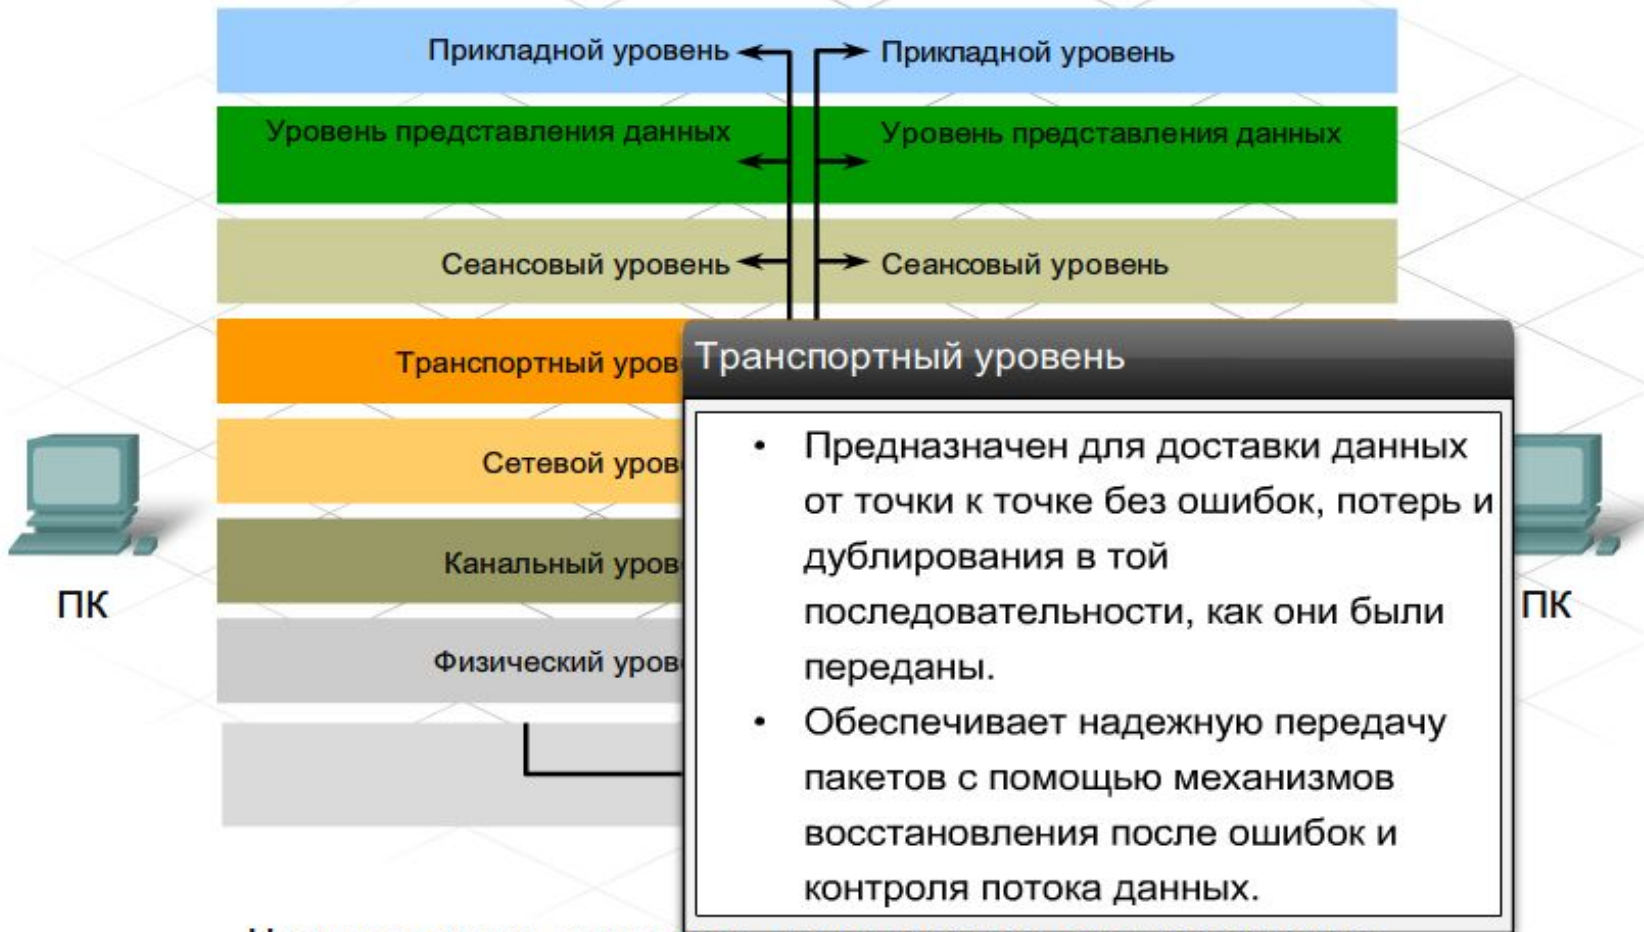 Прикладной уровень
Прикладной уровень
Уровень представления данных
Уровень представления данных
Сеансовый уровень
Сеансовый уровень
Транспортный уров
Транспортный уровень
Сетевой уров
Канальный уров
Физический уров
• Предназначен для доставки данных
от точки к точке без ошибок, потерь и
дублирования в той
последовательности, как они были
переданы.
• Обеспечивает надежную передачу
пакетов с помощью механизмов
восстановления после ошибок и
контроля потока данных.
ПК
ПК